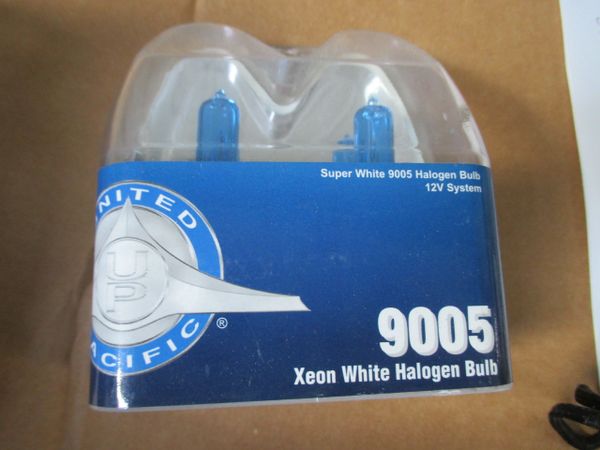 Super White 9005 Halogen Bulb
12V System
UNITED
UP
PACIFIC
®
9005
Xeon White Halogen Bulb